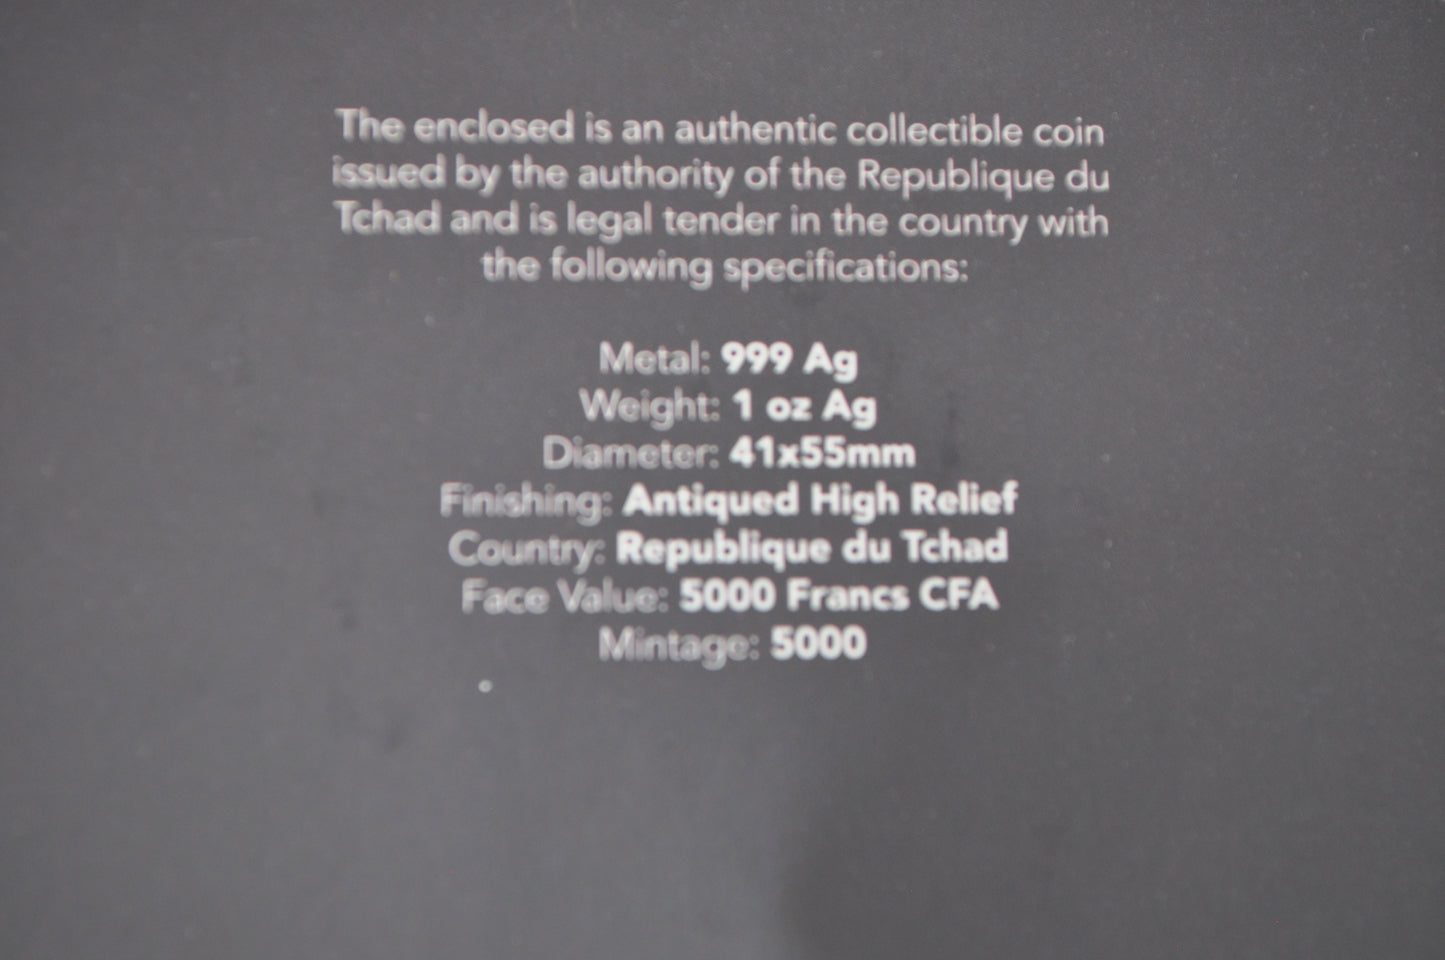 The enclosed is an authentic collectible coin
issued by the authority of the Republique du
Tchad and is legal tender in the country with
the following specifications:
Metal: 999 Ag
Weight: 1 oz Ag
Diameter: 41x55mm
Finishing: Antiqued High Relief
Country: Republique du Tchad
Face Value: 5000 Francs CFA
Mintage: 5000